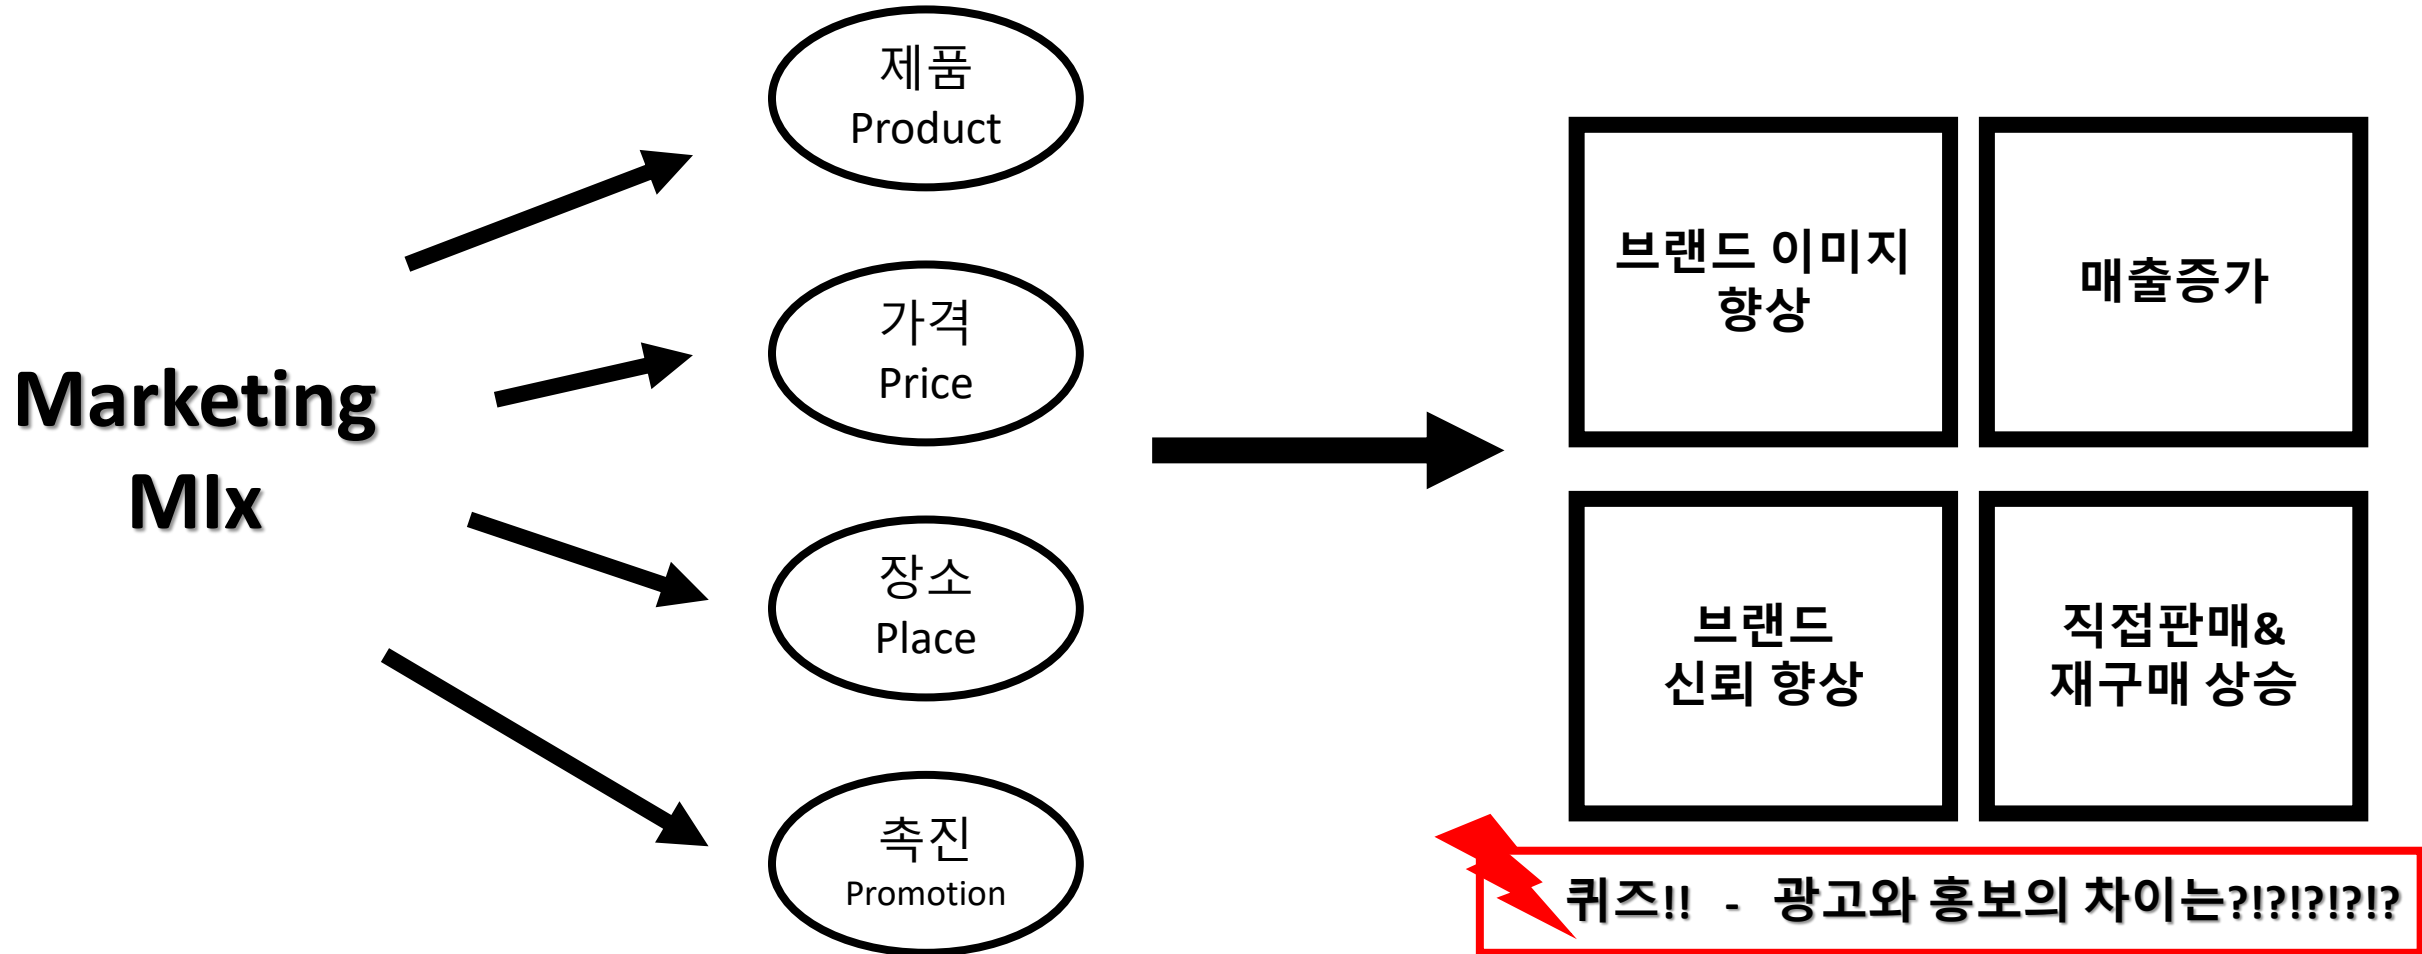 Marketing
MIx
제품
Product
가격
Price
장소
Place
촉진
Promotion
브랜드 이미지
향상
매출증가
브랜드
신뢰 향상
직접판매&
재구매 상승
퀴즈!! - 광고와 홍보의 차이는?!?!?!?!?